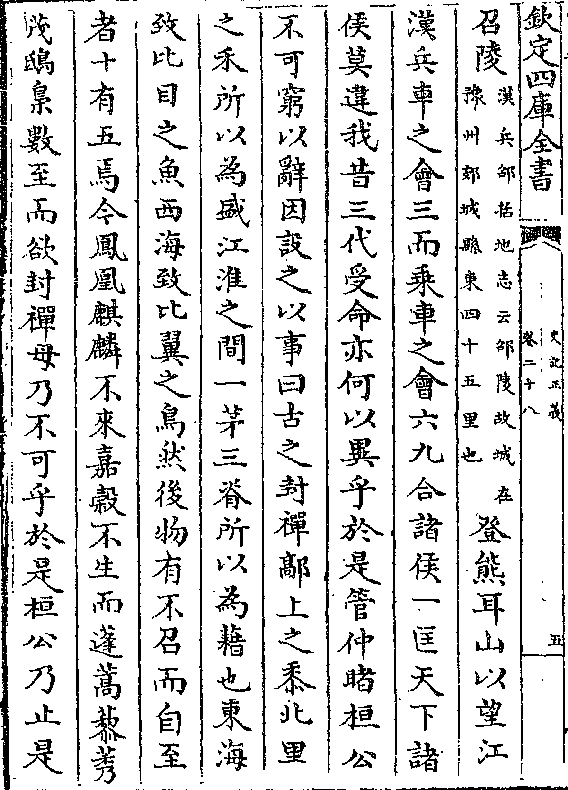 欽定四庫全書
史記正義
卷二十八
五
召陵
漢兵部括地志云邵陵故城在
豫州郾城縣東四十五里也
登熊耳山以望江
漢兵車之會三而乘車之會六九合諸侯一匡天下諸
侯莫違我昔三代受命亦何以異乎於是管仲睹桓公
不可窮以辭因設之以事曰古之封禪鄗上之黍北里
之禾所以為盛江淮之間一茅三脊所以為藉也東海
致比目之魚西海致比翼之鳥然後物有不召而自至
者十有五焉今鳳凰麒麟不來嘉穀不生而蓬蒿藜莠
茂鴟梟數至而欲封禪毋乃不可乎於是桓公乃止是